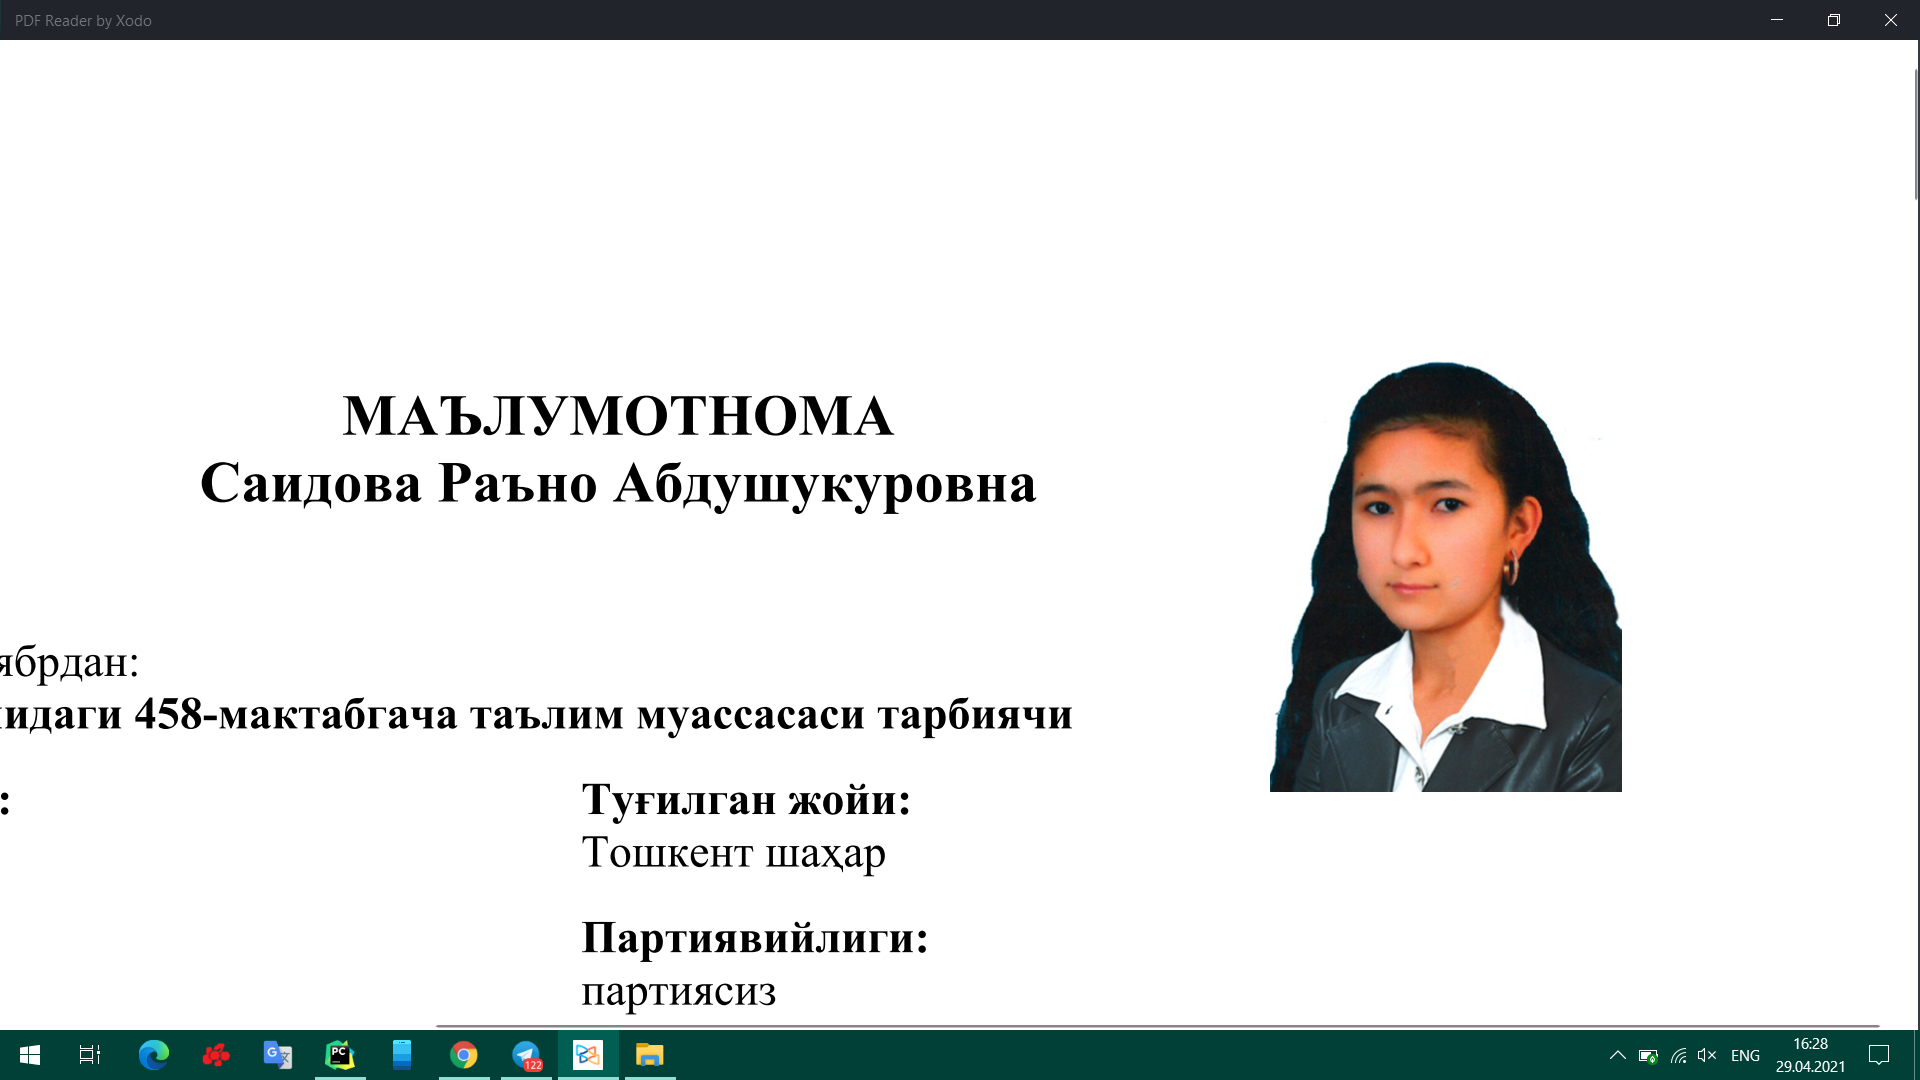 PDF Reader by Xodo
МАЪЛУМОТНОМА
Саидова Раъно Абдушукуровна
ябрдан:
идаги 458-мактабгача таълим муассасаси тарбиячи
:
Туғилган жойи:
Тошкент шаҳар
Партиявийлиги:
партиясиз
PC
122
ENG
16:28
29.04.2021